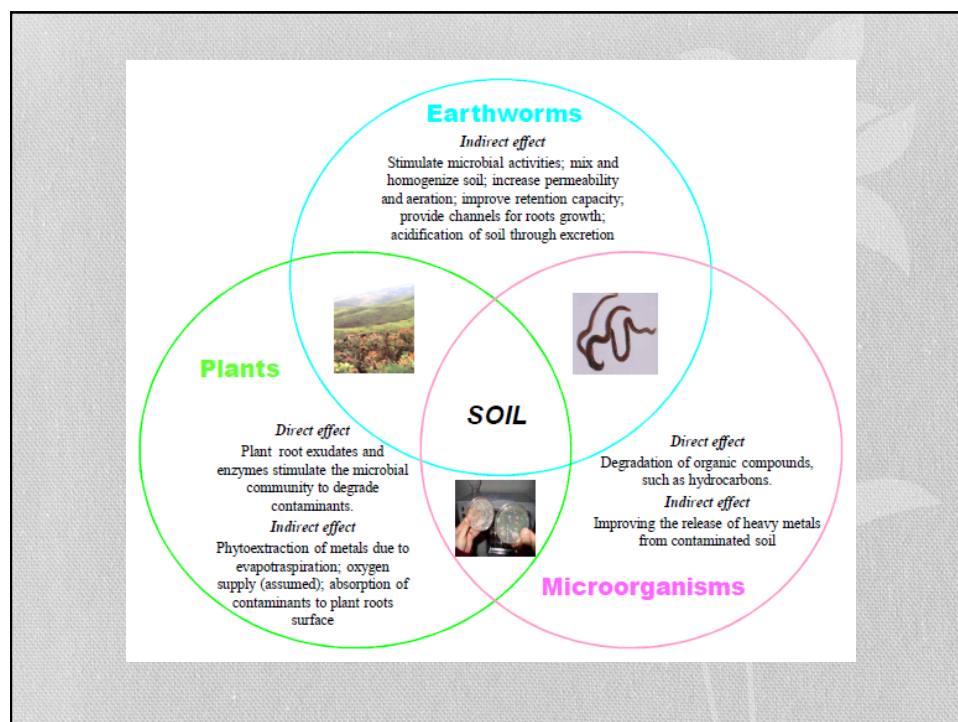 Earthworms
Indirect effect
Stimulate microbial activities; mix and
homogenize soil; increase permeability
and aeration; improve retention capacity;
provide channels for roots growth;
acidification of soil through excretion
Plants
Direct effect
Plant root exudates and
enzymes stimulate the microbial
community to degrade
contaminants.
Indirect effect
Phytoextraction of metals due to
evapotraspiration; oxygen
supply (assumed); absorption of
contaminants to plant roots
surface
SOIL
Direct effect
Degradation of organic compounds,
such as hydrocarbons.
Indirect effect
Improving the release of heavy metals
from contaminated soil
Microorganisms